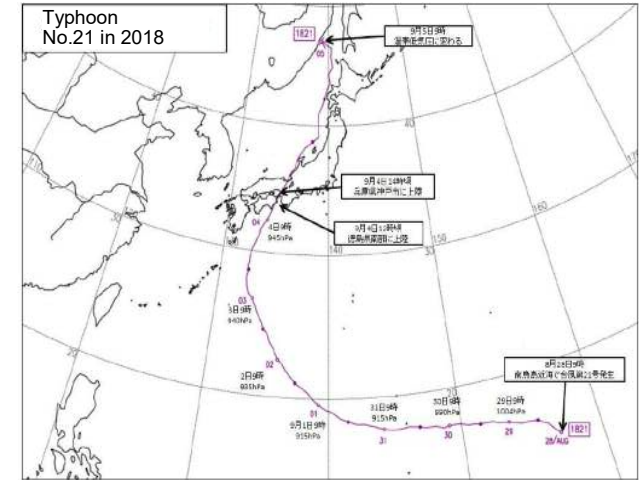 Typhoon
No.21 in 2018
1821
9月5日9時
温帯低気圧に変わる
05
40
9月4日14時頃
兵庫県神戸市に上陸
160
04
4日9時
945hPa
9月4日12時頃
徳島県南部に上陸
150
140
30
03
3日9時
940hPa
20
8月28日9時
南鳥島近海で台風第21号発生
02
2日9時
935hPa
20
31日9時
915hPa
30日9時
990hPa
29日9時
1004hPa
01
9月1日9時
915hPa
31
30
29
28/AUG
1821